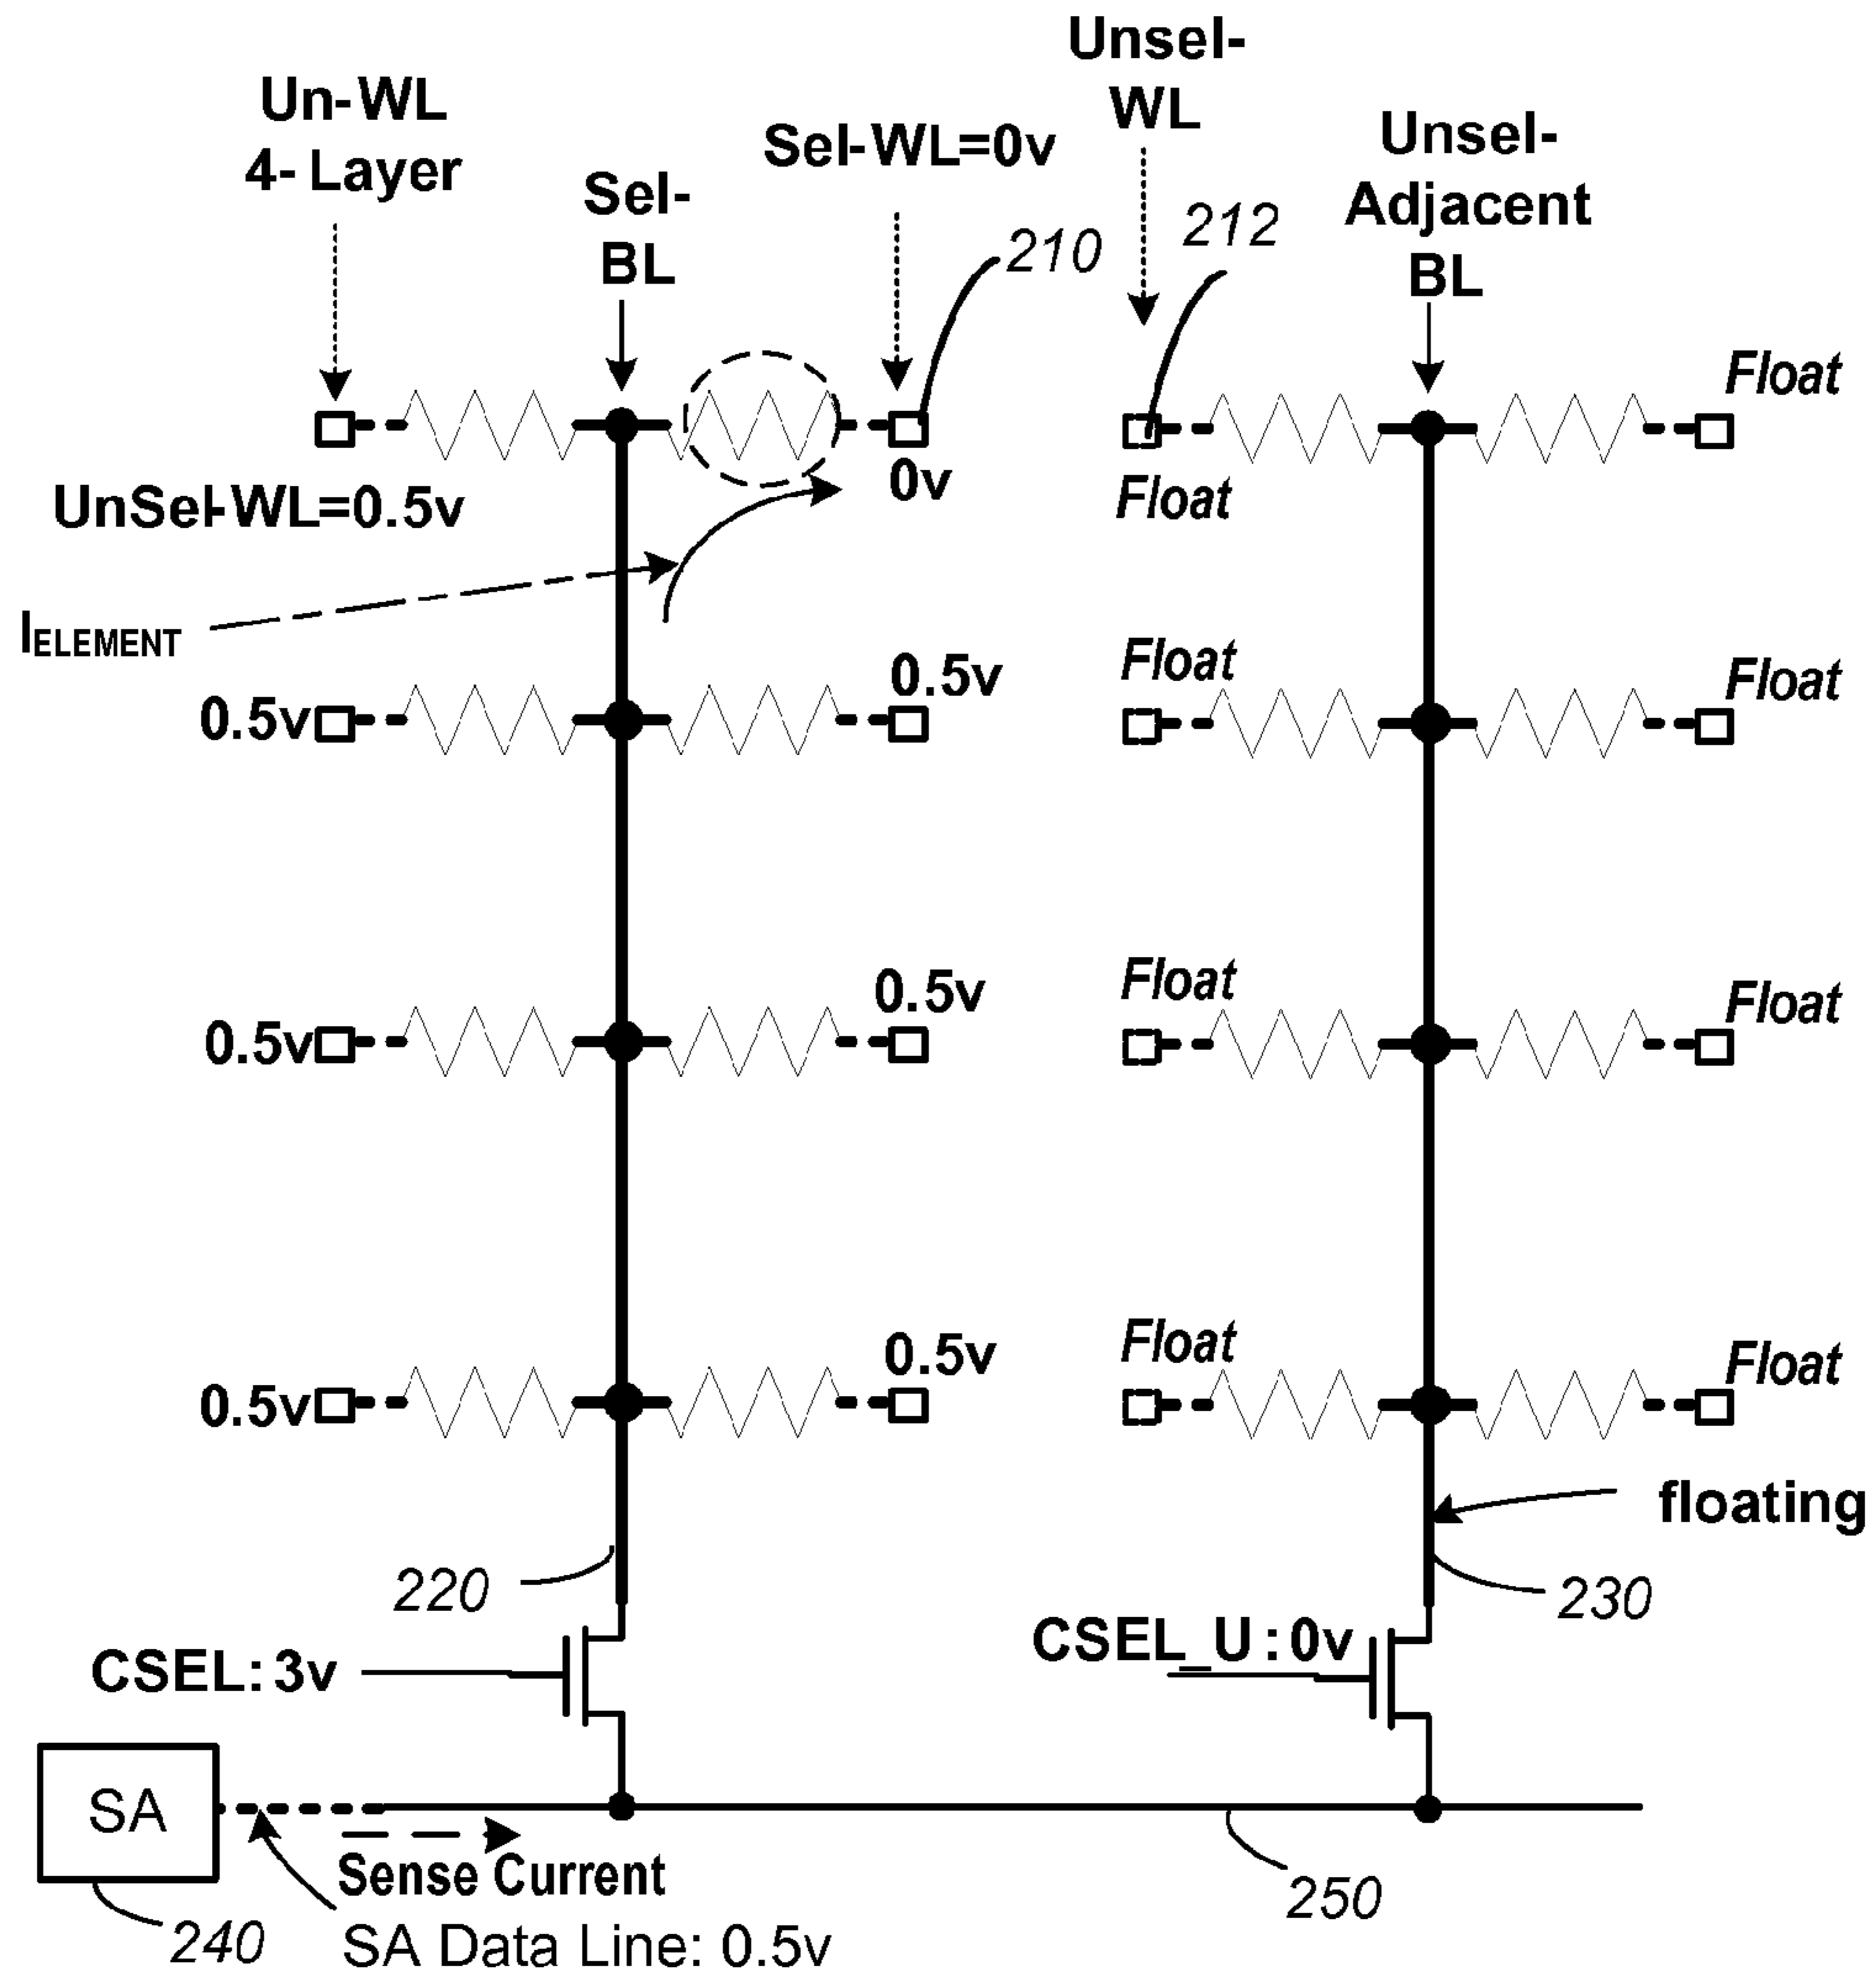 Unsel-
WL
Un-WL
4- Layer
Sel-WL=0v
Unsel-
Adjacent
BL
Sel-
BL
210
212
Float
0v
Float
UnSel-WL=0.5v
IELEMENT
0.5v
0.5v
Float
Float
0.5v
0.5v
Float
Float
0.5v
0.5v
Float
Float
floating
220
230
CSEL: 3v
CSEL_U : 0v
SA
Sense Current
240
SA Data Line: 0.5v
250